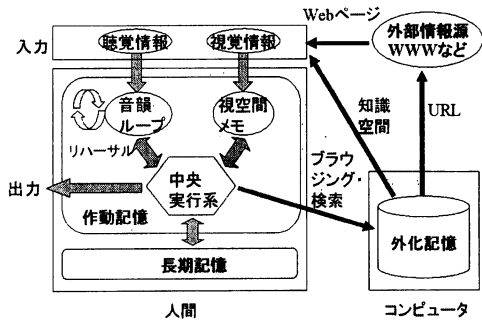 Webページ
聴覚情報
視覚情報
外部情報源
WWWなど
入力
音韻
ループ
視空間
メモ
知識
空間
URL
リハーサル
ブラウ
ジング・
検索
出力
中央
実行系
作動記憶
外化記憶
長期記憶
人間
コンピュータ